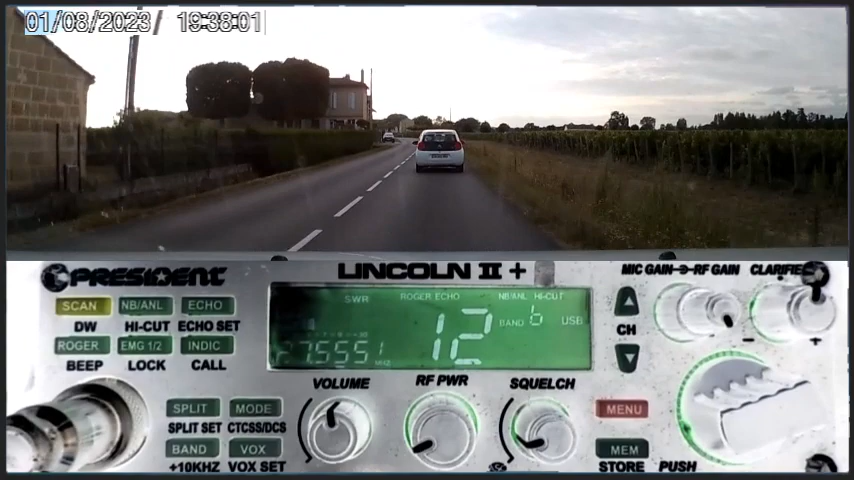 01/08/2023/ 19:38:01
PRESIDENT
LINCOLN II +
MIC GAIN RF GAIN CLARIFIER
SCAN NB/ANL ECHO
DW HI-CUT ECHO SET
ROGER EMG 1/2 INDIC
BEEP LOCK CALL
SWR ROGER ECHO NB/ANL HI-CUT
12 BAND b USB
27.555
CH
- +
VOLUME RF PWR SQUELCH
SPLIT MODE
SPLIT SET CTCSS/DCS
BAND VOX
+10KHZ VOX SET
MENU
MEM
STORE PUSH